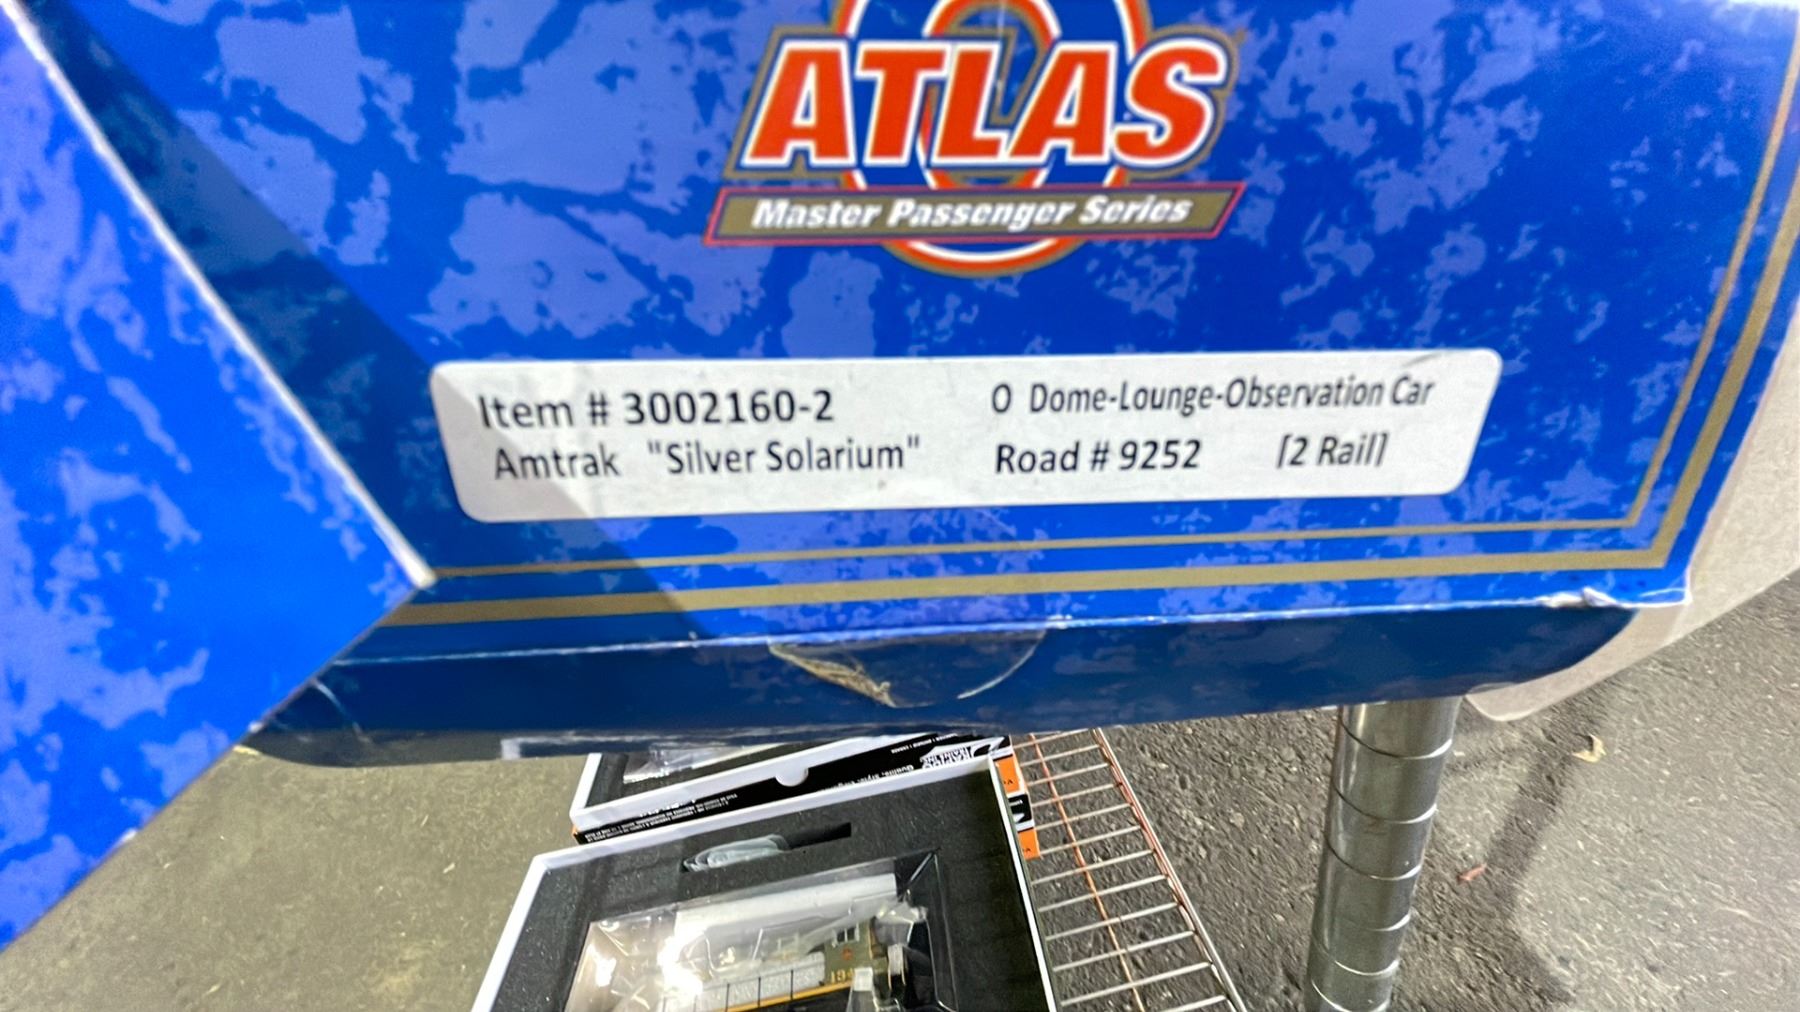 ATLAS
Master Passenger Series
Item # 3002160-2
O Dome-Lounge-Observation Car
Amtrak "Silver Solarium"
Road # 9252
[2 Rail]